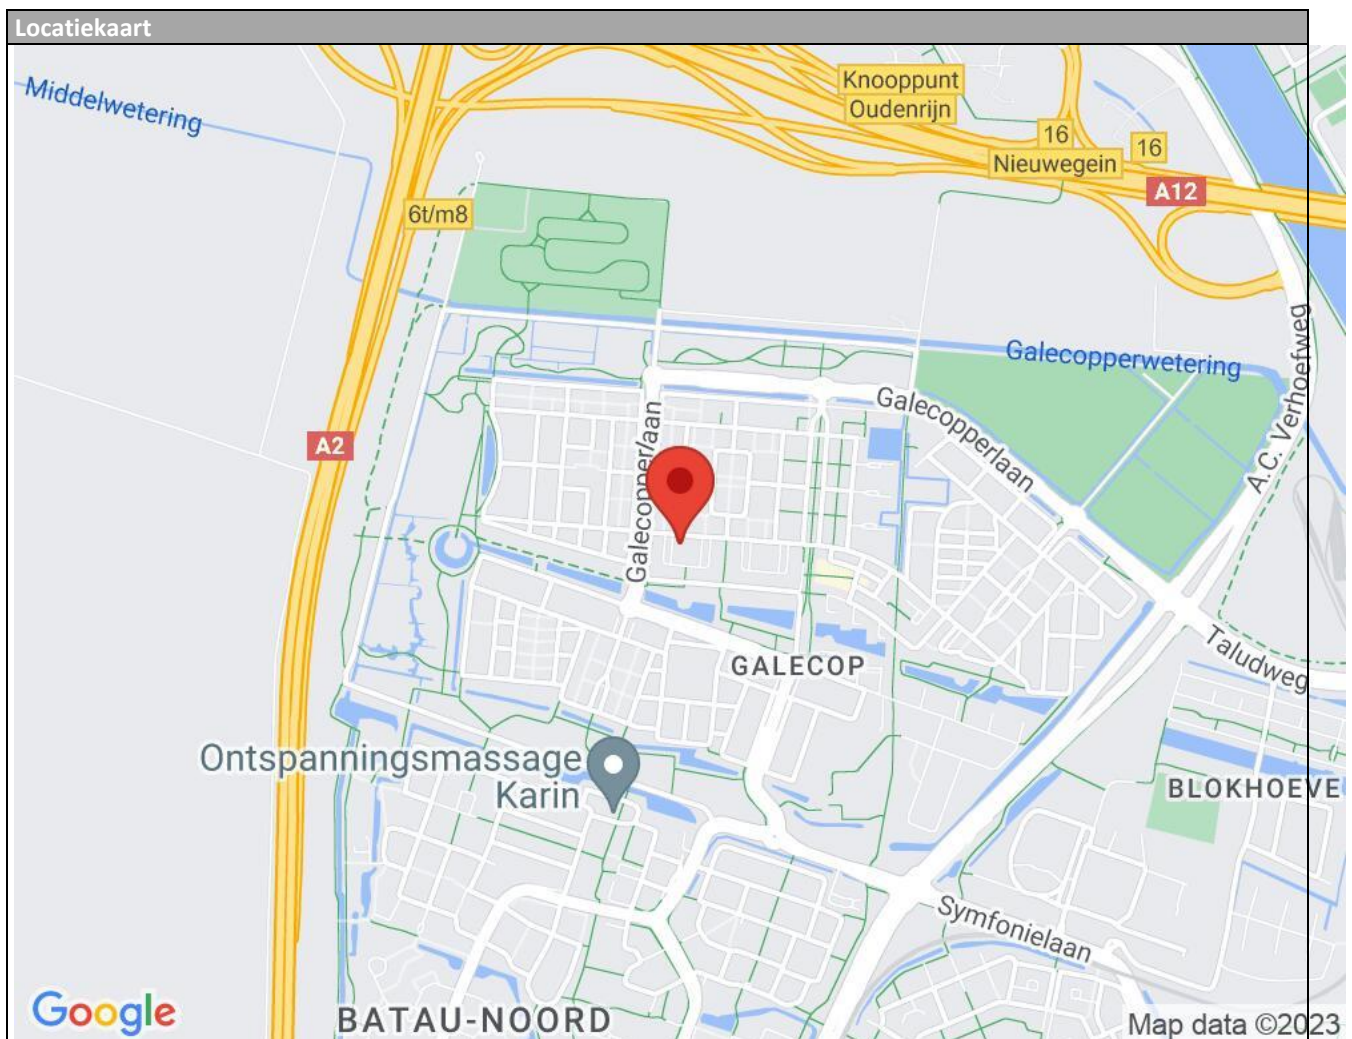 Locatiekaart
Middelwetering
Knooppunt
Oudenrijn
16
16
Nieuwegein
A12
6t/m8
Galecopperwetering
A.C. Verhoefweg
Galecopperlaan
Galecopperlaan
A2
Taludweg
GALECOP
Ontspanningsmassage
Karin
BLOKHOEVE
Symfonielaan
Google
BATAU-NOORD
Map data ©2023